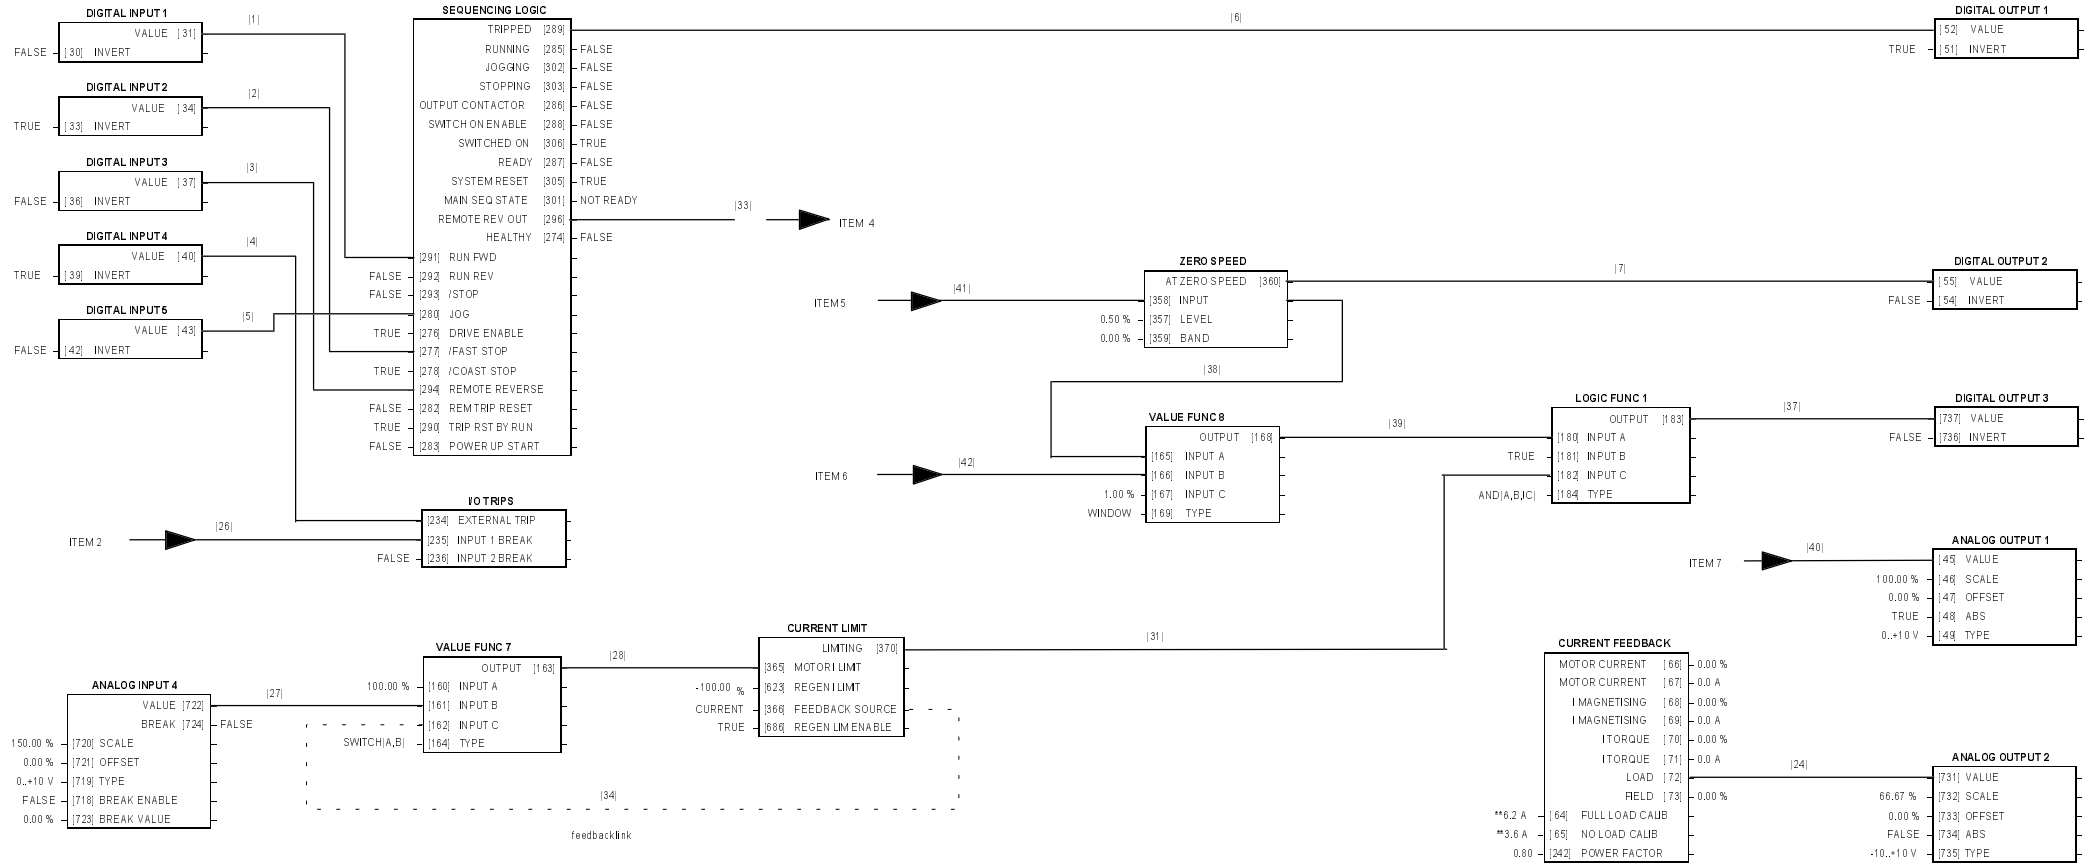 DIGITAL INPUT 1
|1|
VALUE [ 31]
FALSE [ 30] INVERT
DIGITAL INPUT 2
|2|
VALUE [ 34]
TRUE [ 33] INVERT
DIGITAL INPUT 3
|3|
VALUE [ 37]
FALSE [ 36] INVERT
DIGITAL INPUT 4
|4|
VALUE [ 40]
TRUE [ 39] INVERT
DIGITAL INPUT 5
|5|
VALUE [ 43]
FALSE [ 42] INVERT
SEQUENCING LOGIC
TRIPPED [289]
RUNNING [285] FALSE
JOGGING [302] FALSE
STOPPING [303] FALSE
OUTPUT CONTACTOR [286] FALSE
SWITCH ON ENABLE [288] FALSE
SWITCHED ON [306] TRUE
READY [287] FALSE
SYSTEM RESET [305] TRUE
MAIN SEQ STATE [301] NOT READY
REMOTE REV OUT [296]
HEALTHY [274] FALSE
[291] RUN FWD
FALSE [292] RUN REV
FALSE [293] /STOP
[280] JOG
TRUE [276] DRIVE ENABLE
[277] /FAST STOP
TRUE [278] /COAST STOP
[294] REMOTE REVERSE
FALSE [282] REM TRIP RESET
TRUE [290] TRIP RST BY RUN
FALSE [283] POWER UP START
|6|
DIGITAL OUTPUT 1
[ 52] VALUE
TRUE [ 51] INVERT
|33|
ITEM 4
ZERO SPEED
AT ZERO SPEED [360]
ITEM 5
|41|
[358] INPUT
0.50 % [357] LEVEL
0.00 % [359] BAND
|7|
DIGITAL OUTPUT 2
[ 55] VALUE
FALSE [ 54] INVERT
|38|
VALUE FUNC 8
OUTPUT [168]
[165] INPUT A
ITEM 6
|42|
[166] INPUT B
1.00 % [167] INPUT C
WINDOW [169] TYPE
|39|
LOGIC FUNC 1
OUTPUT [183]
[180] INPUT A
TRUE [181] INPUT B
[182] INPUT C
AND|A,B,!C| [184] TYPE
|37|
DIGITAL OUTPUT 3
[737] VALUE
FALSE [736] INVERT
I/O TRIPS
[234] EXTERNAL TRIP
ITEM 2
|26|
[235] INPUT 1 BREAK
FALSE [236] INPUT 2 BREAK
ITEM 7
|40|
ANALOG OUTPUT 1
[ 45] VALUE
100.00 % [ 46] SCALE
0.00 % [ 47] OFFSET
TRUE [ 48] ABS
0..+10 V [ 49] TYPE
ANALOG INPUT 4
VALUE [722]
BREAK [724] FALSE
150.00 % [720] SCALE
0.00 % [721] OFFSET
0..+10 V [719] TYPE
FALSE [718] BREAK ENABLE
0.00 % [723] BREAK VALUE
|27|
VALUE FUNC 7
OUTPUT [163]
100.00 % [160] INPUT A
[161] INPUT B
[162] INPUT C
SWITCH|A,B| [164] TYPE
|28|
CURRENT LIMIT
LIMITING [370]
[365] MOTOR I LIMIT
-100.00 % [623] REGEN I LIMIT
CURRENT [366] FEEDBACK SOURCE
TRUE [686] REGEN LIM ENABLE
|31|
|34|
feedback link
CURRENT FEEDBACK
MOTOR CURRENT [ 66] 0.00 %
MOTOR CURRENT [ 67] 0.0 A
I MAGNETISING [ 68] 0.00 %
I MAGNETISING [ 69] 0.0 A
I TORQUE [ 70] 0.00 %
I TORQUE [ 71] 0.0 A
LOAD [ 72]
FIELD [ 73] 0.00 %
**6.2 A [ 64] FULL LOAD CALIB
**3.6 A [ 65] NO LOAD CALIB
0.80 [242] POWER FACTOR
|24|
ANALOG OUTPUT 2
[731] VALUE
66.67 % [732] SCALE
0.00 % [733] OFFSET
FALSE [734] ABS
-10..+10 V [735] TYPE